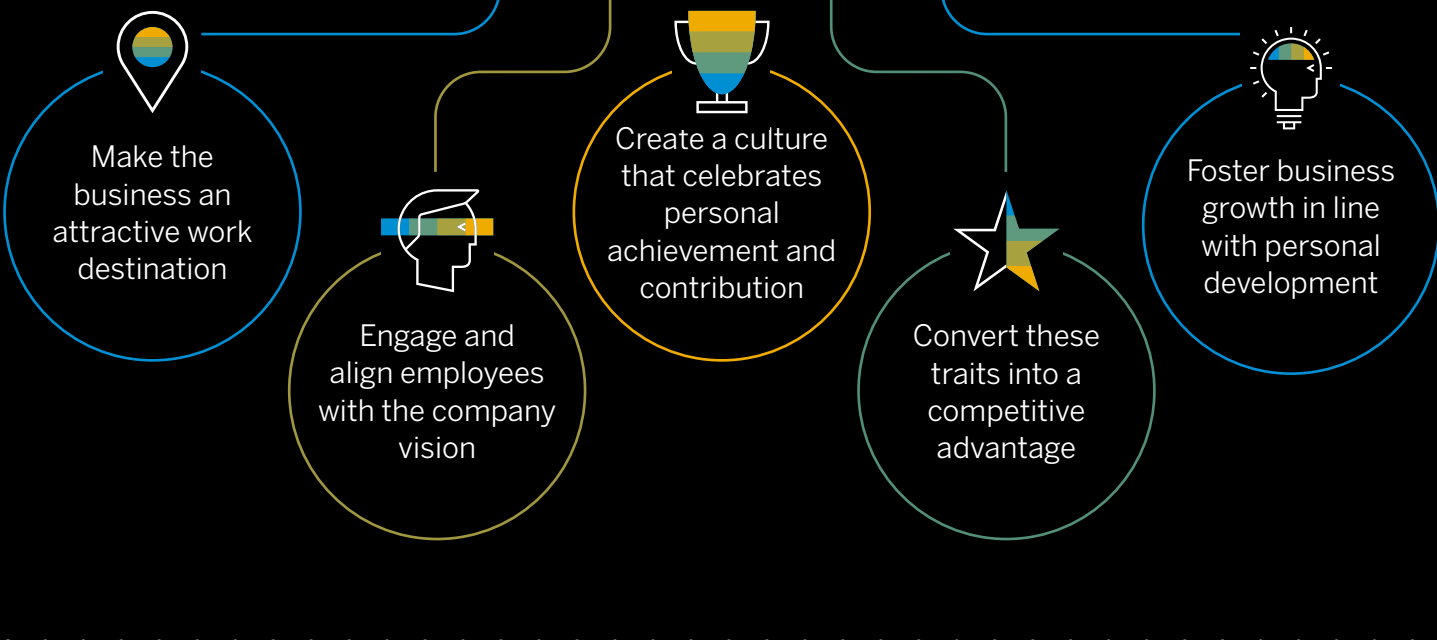 Make the
business an
attractive work
destination
Engage and
align employees
with the company
vision
Create a culture
that celebrates
personal
achievement and
contribution
Convert these
traits into a
competitive
advantage
Foster business
growth in line
with personal
development